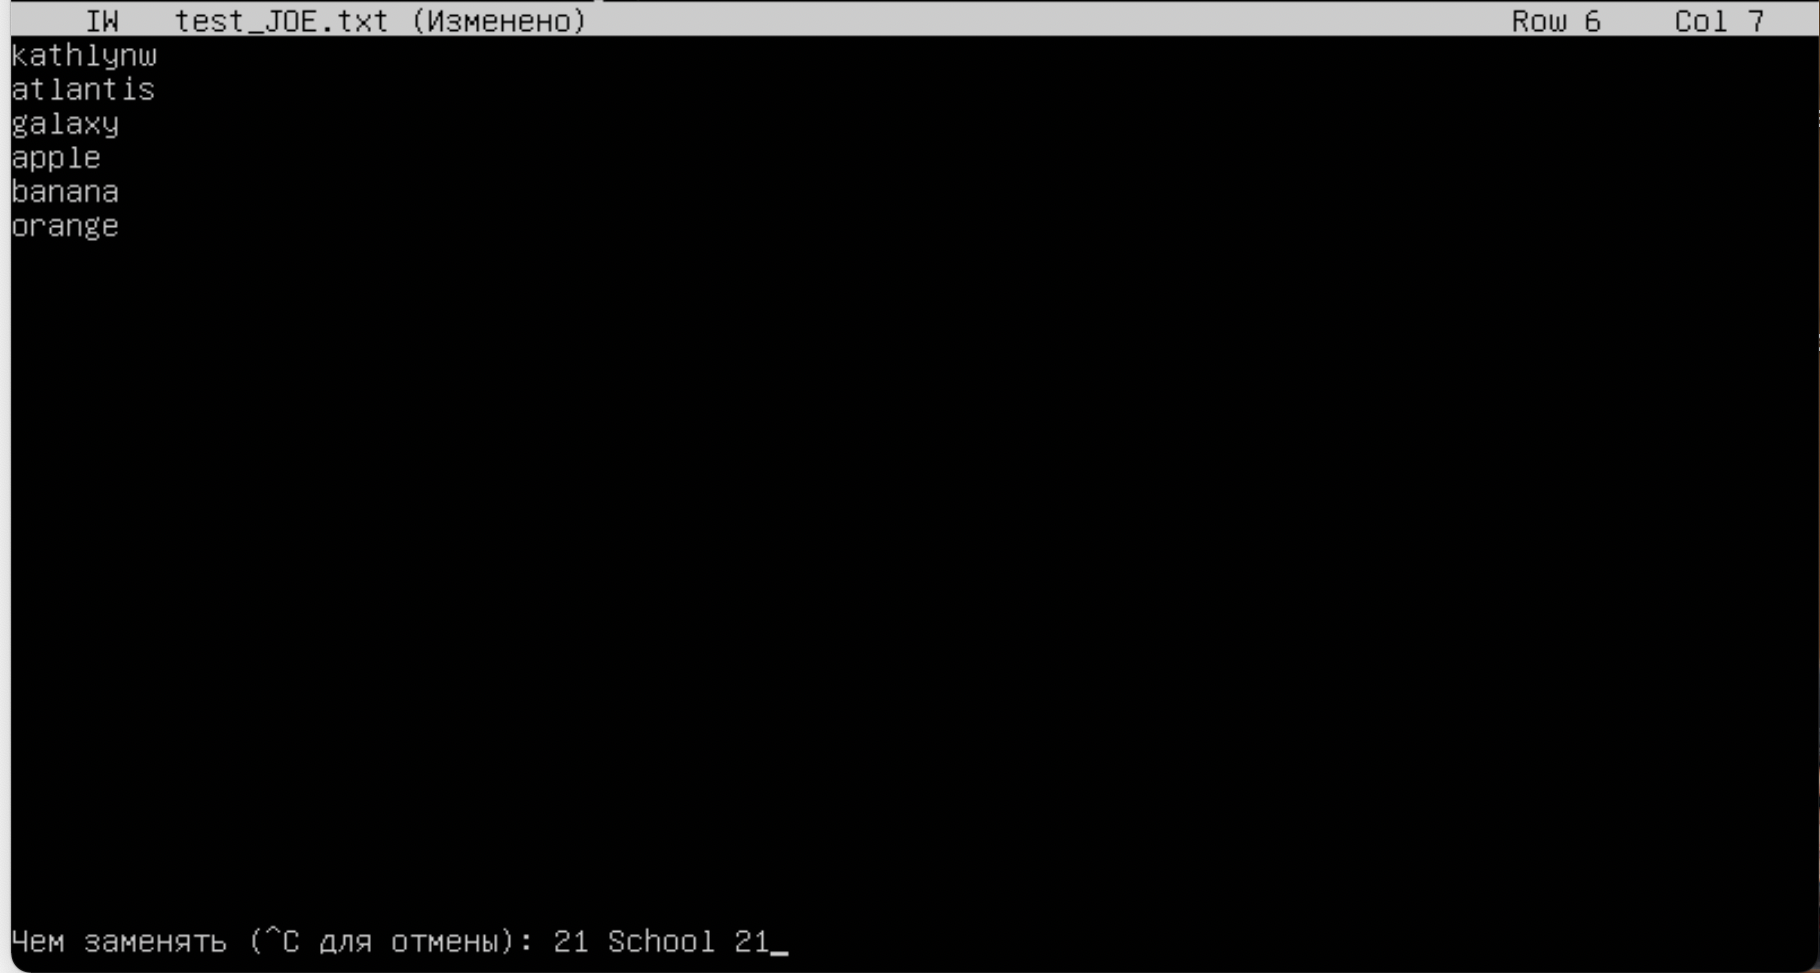 IW test_JOE.txt (Изменено) Row 6 Col 7
kathlynw
atlantis
galaxy
apple
banana
orange
Чем заменять (^C для отмены): 21 School 21_